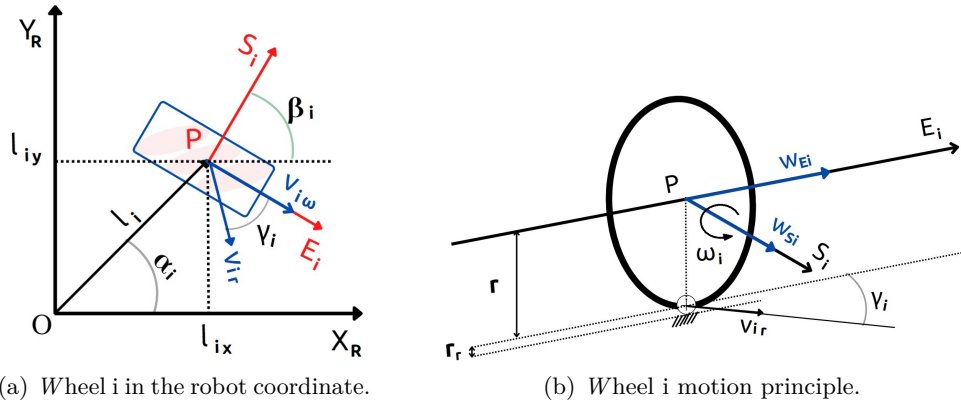 Y_R
S_i
β_i
P
l_iy
v_iω
l_i
γ_i
E_i
α_i
v_ir
O
l_ix
X_R
E_i
w_Ei
P
w_Si
ω_i
S_i
r
γ_i
v_ir
r_r
(a) Wheel i in the robot coordinate.
(b) Wheel i motion principle.